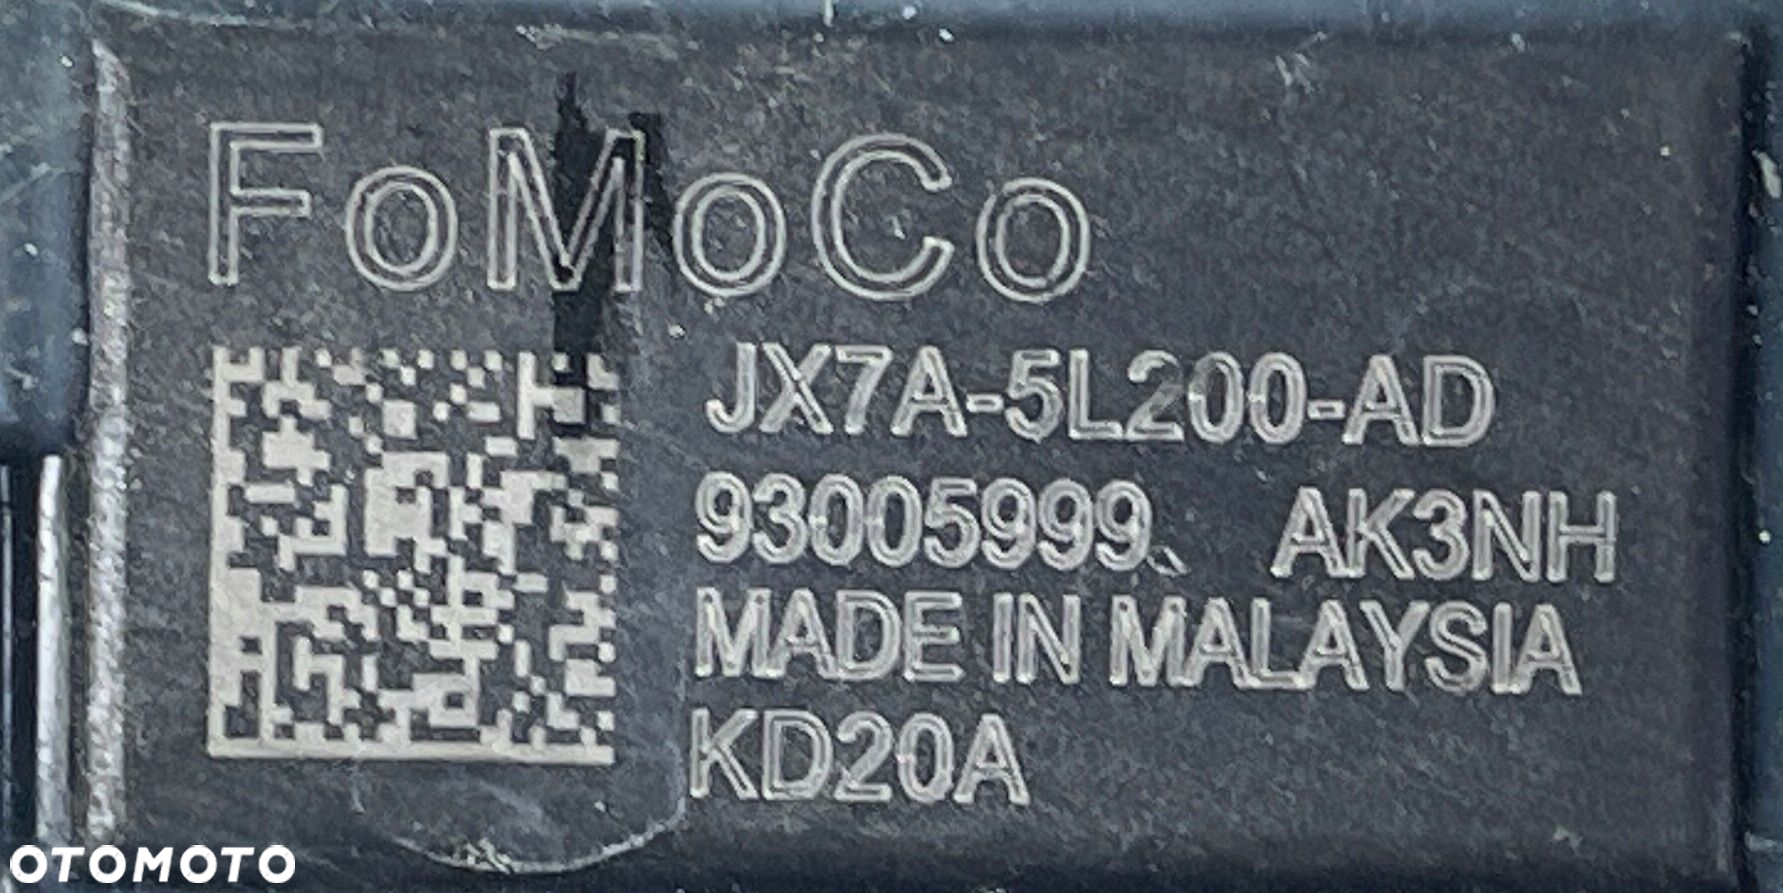 FoMoCo
JX7A-5L200-AD
93005999 AK3NH
MADE IN MALAYSIA
KD20A
OTOMOTO